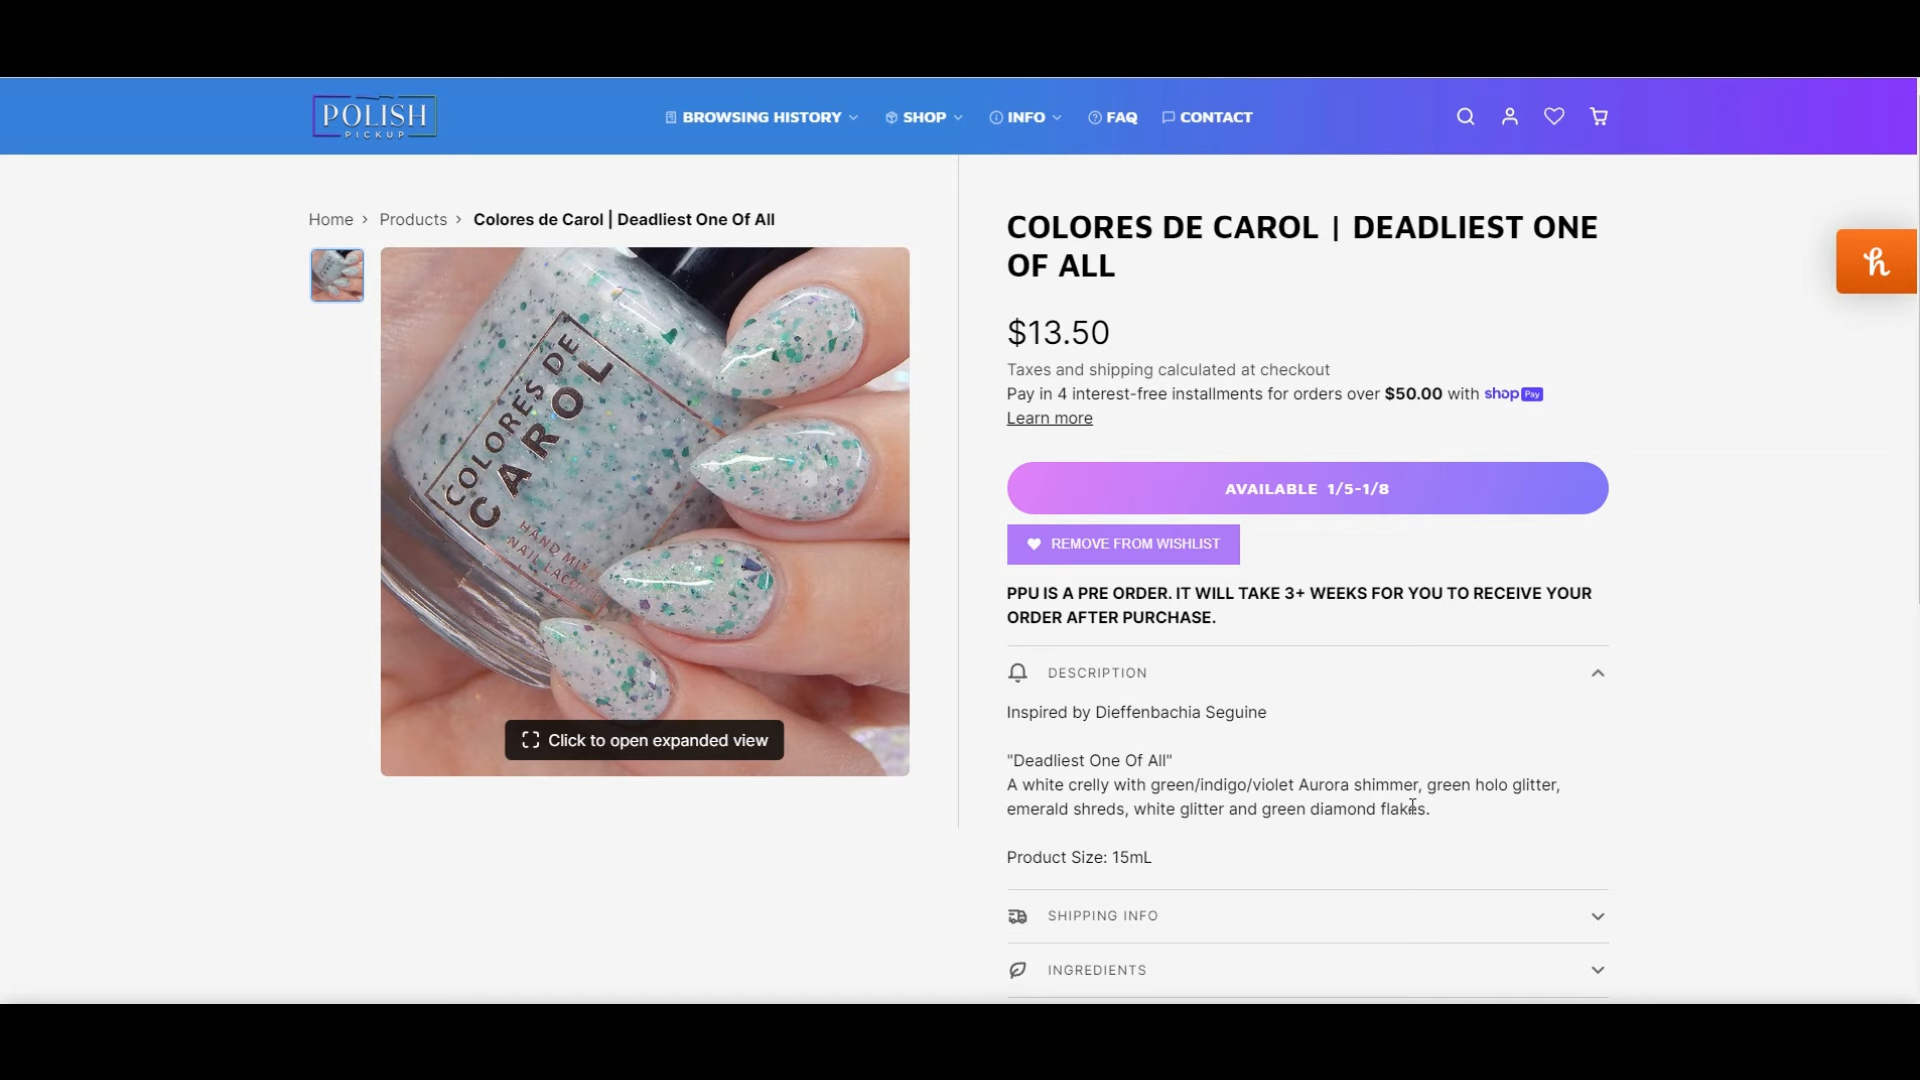 POLISH
PICKUP
BROWSING HISTORY
SHOP
INFO
FAQ
CONTACT
Home > Products > Colores de Carol | Deadliest One Of All
COLORES DE
CAROL
HAND MIX
NAIL LACQ
Click to open expanded view
COLORES DE CAROL | DEADLIEST ONE
OF ALL
$13.50
Taxes and shipping calculated at checkout
Pay in 4 interest-free installments for orders over $50.00 with shop Pay
Learn more
AVAILABLE 1/5-1/8
REMOVE FROM WISHLIST
PPU IS A PRE ORDER. IT WILL TAKE 3+ WEEKS FOR YOU TO RECEIVE YOUR
ORDER AFTER PURCHASE.
DESCRIPTION
Inspired by Dieffenbachia Seguine
"Deadliest One Of All"
A white crelly with green/indigo/violet Aurora shimmer, green holo glitter,
emerald shreds, white glitter and green diamond flakes.
Product Size: 15mL
SHIPPING INFO
INGREDIENTS
h